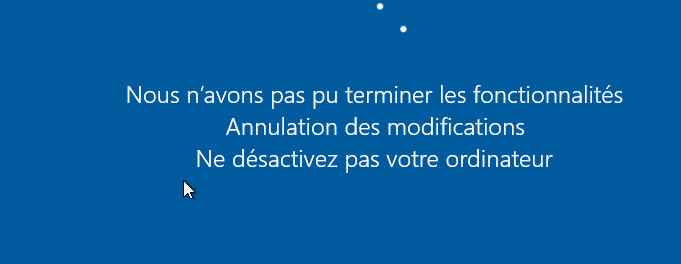 Nous n’avons pas pu terminer les fonctionnalités
Annulation des modifications
Ne désactivez pas votre ordinateur